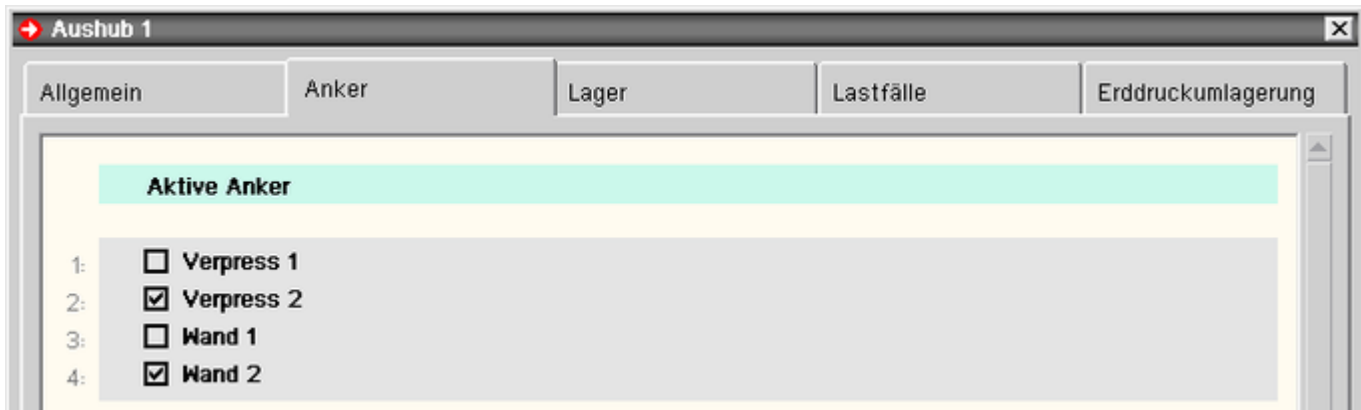 Aushub 1
Allgemein Anker Lager Lastfälle Erddruckumlagerung
Aktive Anker
1: Verpress 1
2: Verpress 2
3: Wand 1
4: Wand 2